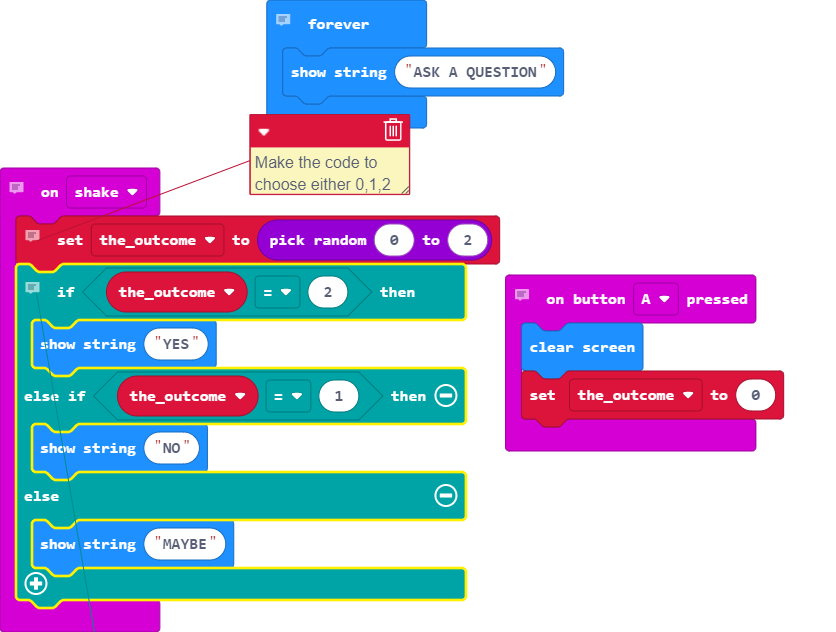 forever
show string "ASK A QUESTION"
Make the code to
choose either 0,1,2
on shake
set the_outcome to pick random 0 to 2
if the_outcome = 2 then
show string "YES"
else if the_outcome = 1 then
show string "NO"
else
show string "MAYBE"
on button A pressed
clear screen
set the_outcome to 0